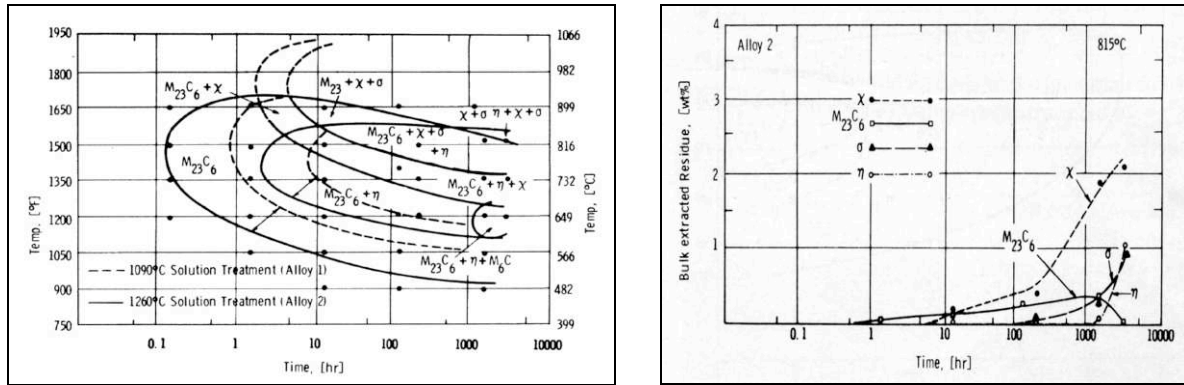 Temp, [°F]
1950
1800
1650
1500
1350
1200
1050
900
750
1066
982
899
816
732
649
566
482
399
Temp, [°C]
M23C6 + χ
M23 + χ + σ
χ + σ
η + χ + σ
M23C6 + χ + σ
+ η
M23C6
M23C6 + η + χ
M23C6 + η
M23C6 + η + M6C
1090°C Solution Treatment (Alloy 1)
1260°C Solution Treatment (Alloy 2)
0.1 1 10 100 1000 10000
Time, [hr]
Alloy 2 815°C
Bulk extracted Residue, [wt%]
4
3
2
1
χ
M23C6
σ
η
χ
M23C6
σ
η
0.1 1 10 100 1000 10000
Time, [hr]